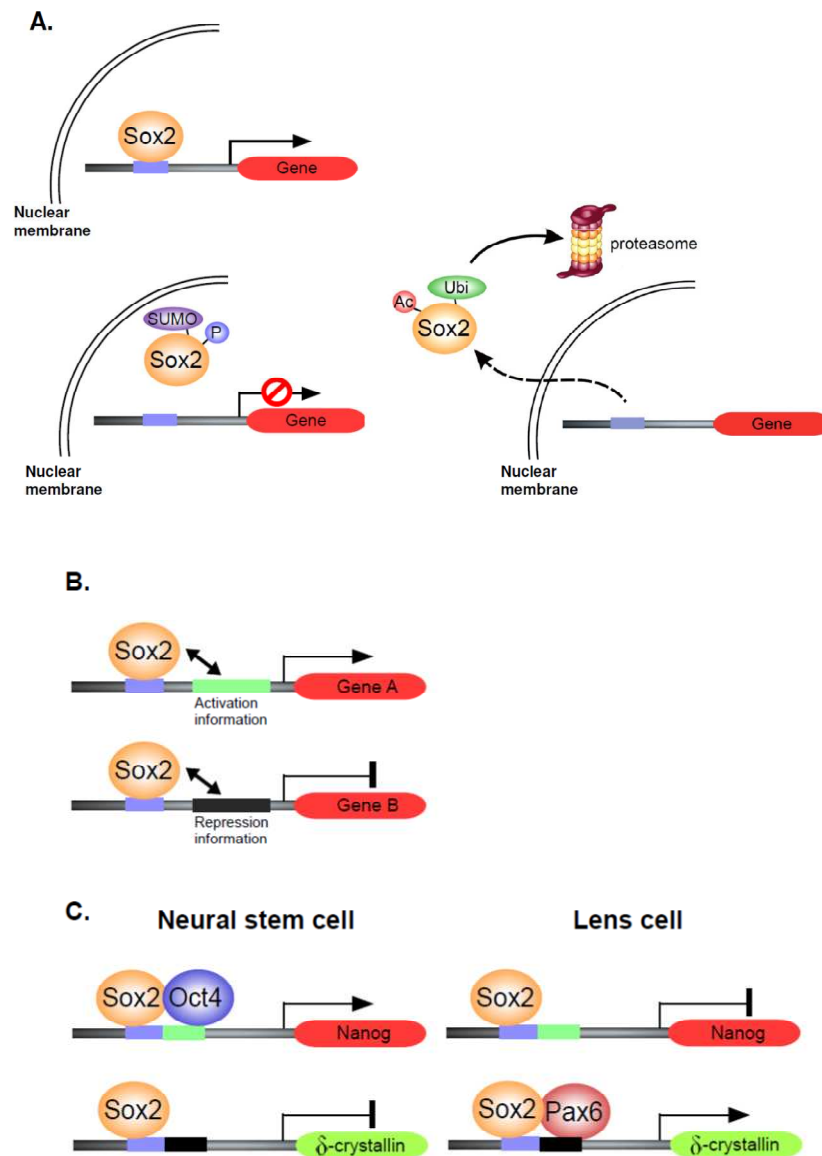 A.
Sox2
Gene
Nuclear
membrane
SUMO
P
Sox2
Gene
Nuclear
membrane
proteasome
Ubi
Ac
Sox2
Gene
Nuclear
membrane
B.
Sox2
Gene A
Activation
information
Sox2
Gene B
Repression
information
C.
Neural stem cell
Lens cell
Sox2 Oct4
Nanog
Sox2
Nanog
Sox2
δ-crystallin
Sox2 Pax6
δ-crystallin